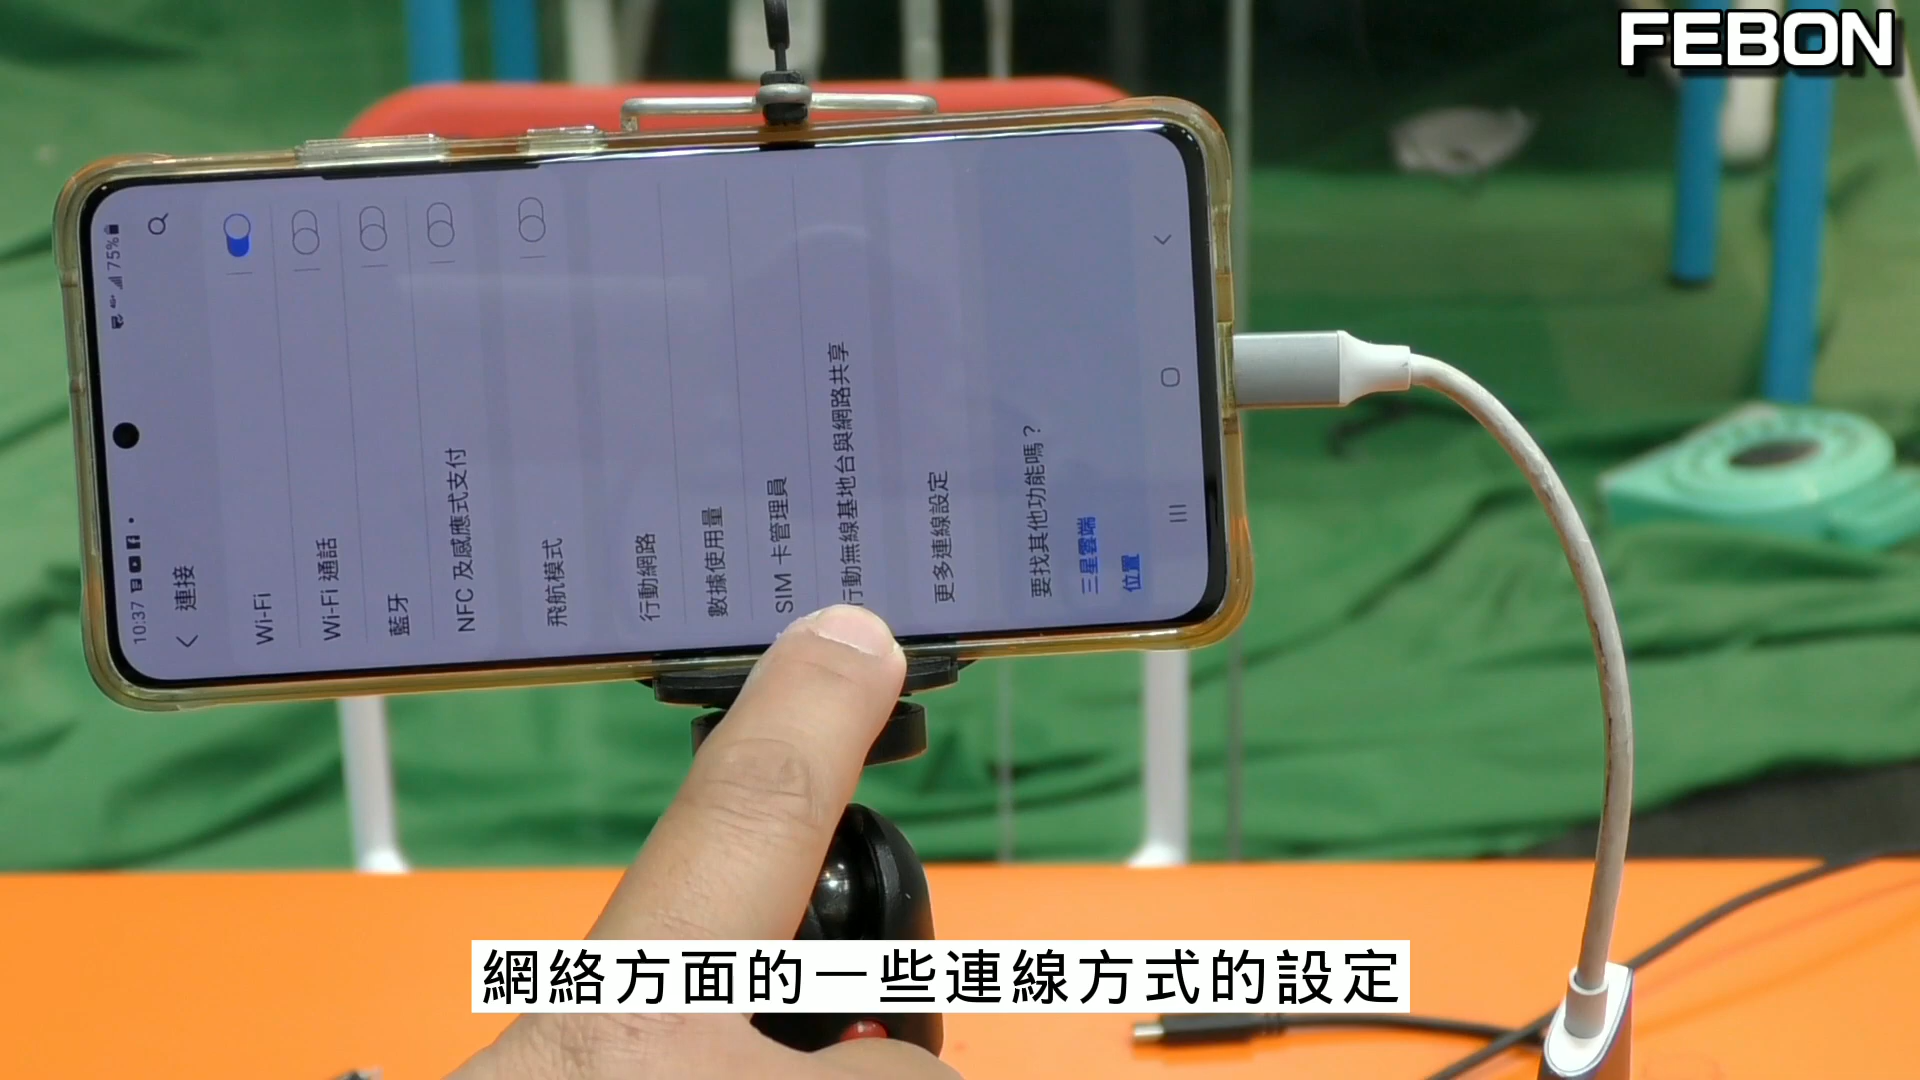 FEBON
10:37
75%
連接
Wi-Fi
Wi-Fi 通話
藍牙
NFC 及感應式支付
飛航模式
行動網路
數據使用量
SIM 卡管理員
行動無線基地台與網路共享
更多連線設定
要找其他功能嗎？
三星雲端
位置
網絡方面的一些連線方式的設定